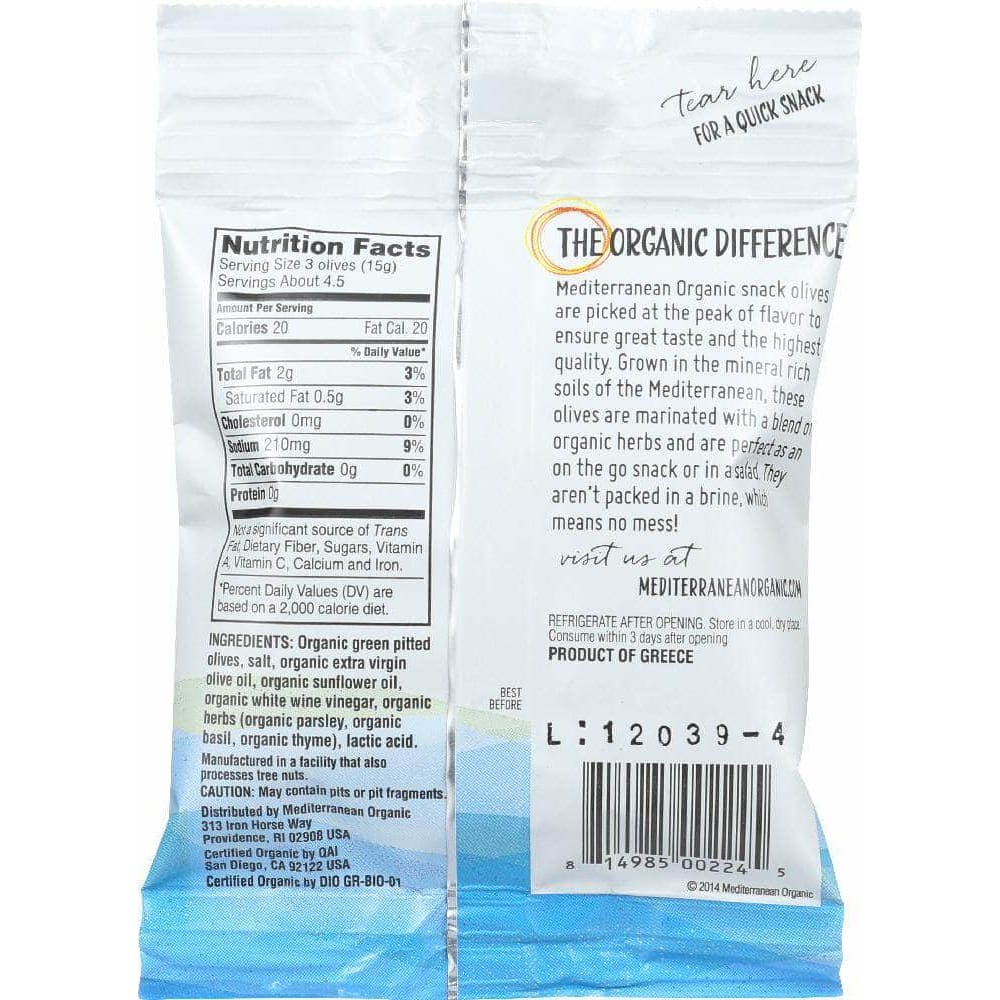 tear here
FOR A QUICK SNACK
Nutrition Facts
Serving Size 3 olives (15g)
Servings About 4.5
Amount Per Serving
Calories 20 Fat Cal. 20
% Daily Value*
Total Fat 2g 3%
Saturated Fat 0.5g 3%
Cholesterol 0mg 0%
Sodium 210mg 9%
Total Carbohydrate 0g 0%
Protein 0g
Not a significant source of Trans
Fat, Dietary Fiber, Sugars, Vitamin
A, Vitamin C, Calcium and Iron.
*Percent Daily Values (DV) are
based on a 2,000 calorie diet.
INGREDIENTS: Organic green pitted
olives, salt, organic extra virgin
olive oil, organic sunflower oil,
organic white wine vinegar, organic
herbs (organic parsley, organic
basil, organic thyme), lactic acid.
Manufactured in a facility that also
processes tree nuts.
CAUTION: May contain pits or pit fragments.
Distributed by Mediterranean Organic
313 Iron Horse Way
Providence, RI 02908 USA
Certified Organic by QAI
San Diego, CA 92122 USA
Certified Organic by DIO GR-BIO-01
THE ORGANIC DIFFERENCE
Mediterranean Organic snack olives
are picked at the peak of flavor to
ensure great taste and the highest
quality. Grown in the mineral rich
soils of the Mediterranean, these
olives are marinated with a blend of
organic herbs and are perfect as an
on the go snack or in a salad. They
aren't packed in a brine, which
means no mess!
visit us at
MEDITERRANEANORGANIC.COM
REFRIGERATE AFTER OPENING. Store in a cool, dry place.
Consume within 3 days after opening
PRODUCT OF GREECE
BEST
BEFORE
L:12039-4
8 14985 00224 5
© 2014 Mediterranean Organic